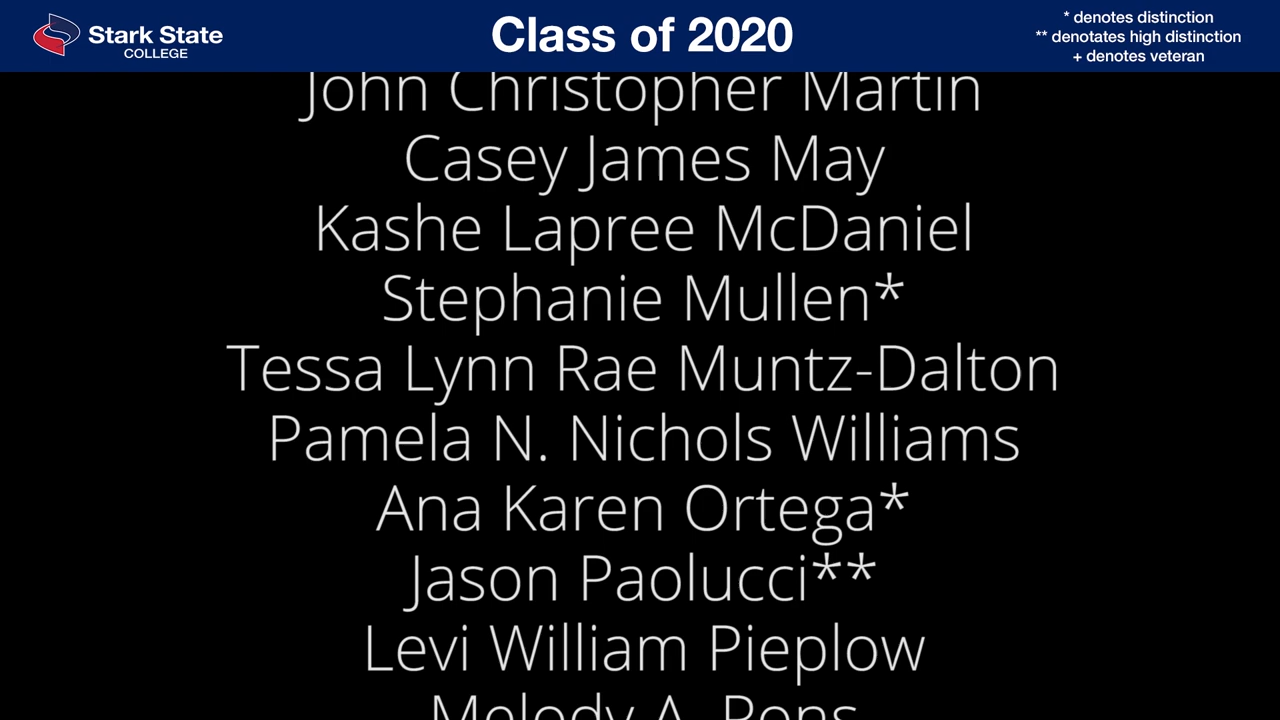 Stark State
COLLEGE
Class of 2020
* denotes distinction
** denotates high distinction
+ denotes veteran
John Christopher Martin
Casey James May
Kashe Lapree McDaniel
Stephanie Mullen*
Tessa Lynn Rae Muntz-Dalton
Pamela N. Nichols Williams
Ana Karen Ortega*
Jason Paolucci**
Levi William Pieplow
Melody A. Pons